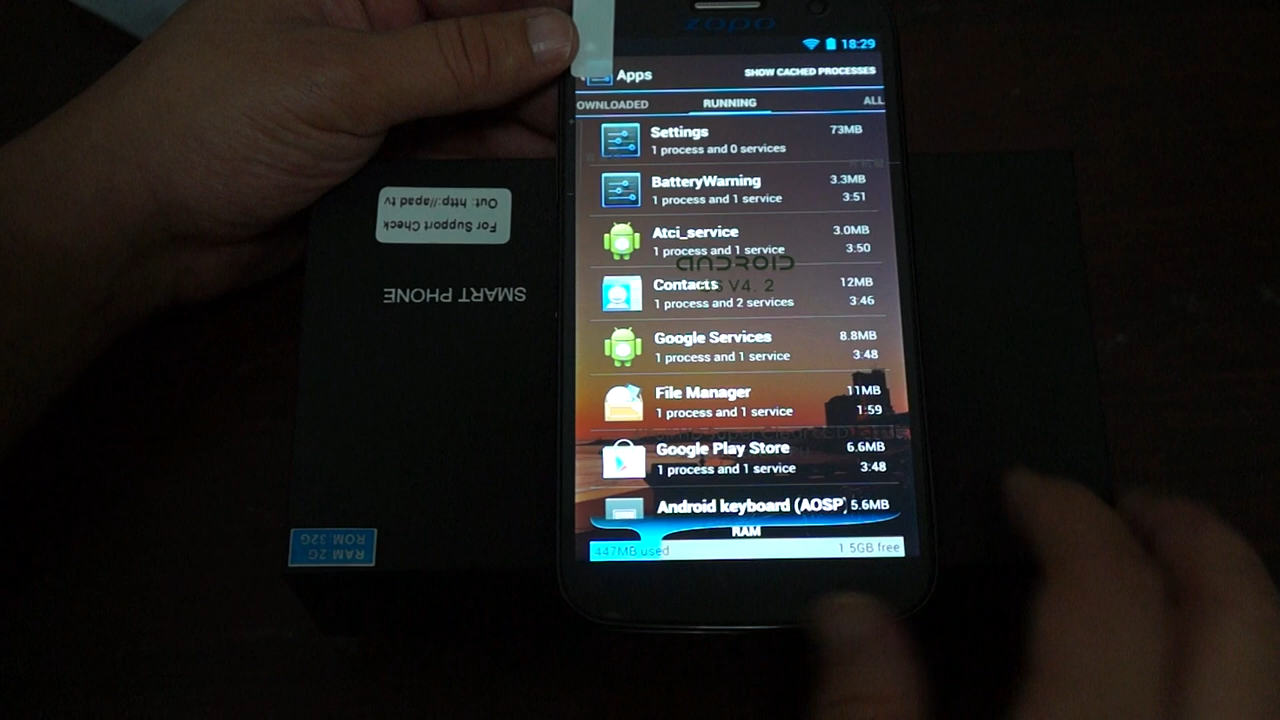 zopo
18:29
Apps
SHOW CACHED PROCESSES
OWNLOADED
RUNNING
ALL
Settings
73MB
1 process and 0 services
BatteryWarning
3.3MB
1 process and 1 service
3:51
Atci_service
3.0MB
1 process and 1 service
3:50
ANDROID
OS V4. 2
Contacts
12MB
1 process and 2 services
3:46
Google Services
8.8MB
1 process and 1 service
3:48
File Manager
11MB
1 process and 1 service
1:59
Google Play Store
6.6MB
1 process and 1 service
3:48
Android keyboard (AOSP)
5.6MB
RAM
447MB used
1 5GB free
For Support Check
Out: http://apad tv
SMART PHONE
RAM 2G
ROM 32G